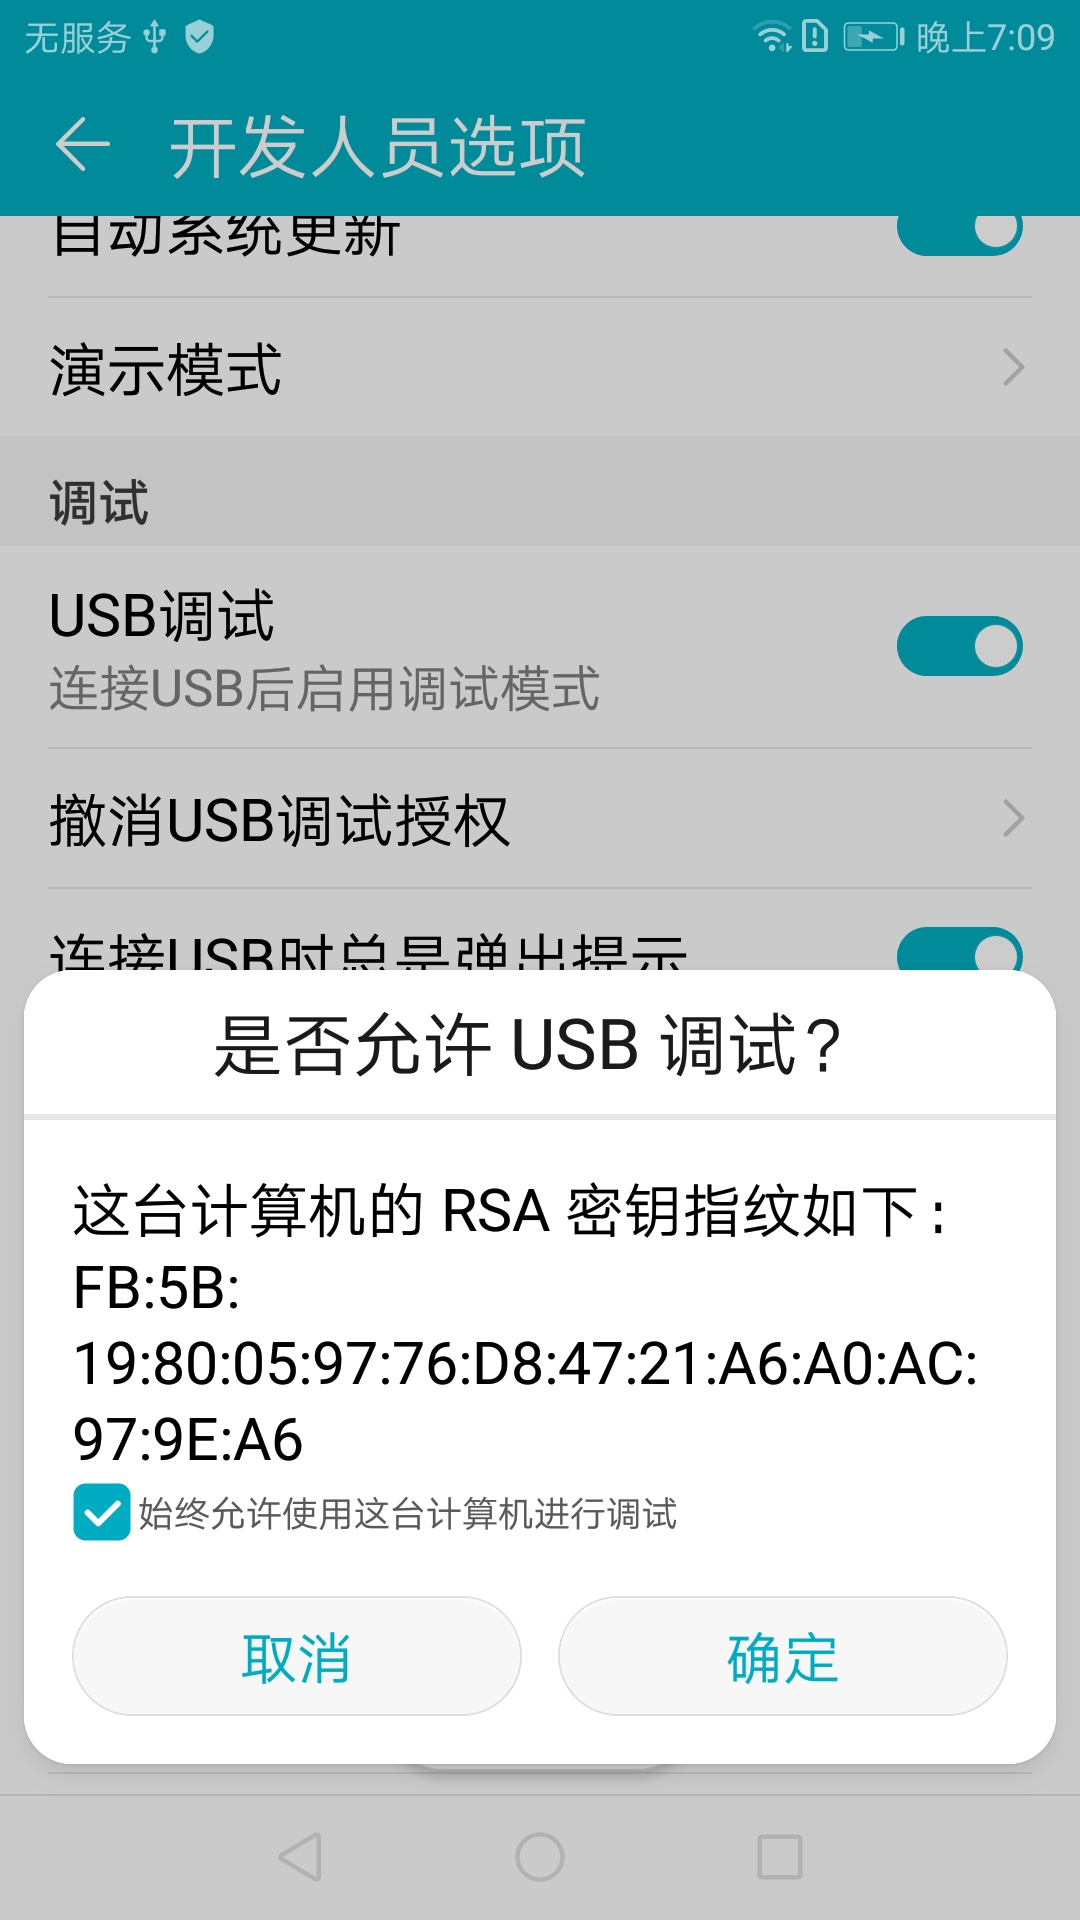 无服务
晚上7:09
开发人员选项
自动系统更新
演示模式
调试
USB调试
连接USB后启用调试模式
撤消USB调试授权
连接USB时总是弹出提示
是否允许 USB 调试？
这台计算机的 RSA 密钥指纹如下：
FB:5B:
19:80:05:97:76:D8:47:21:A6:A0:AC:
97:9E:A6
始终允许使用这台计算机进行调试
取消
确定